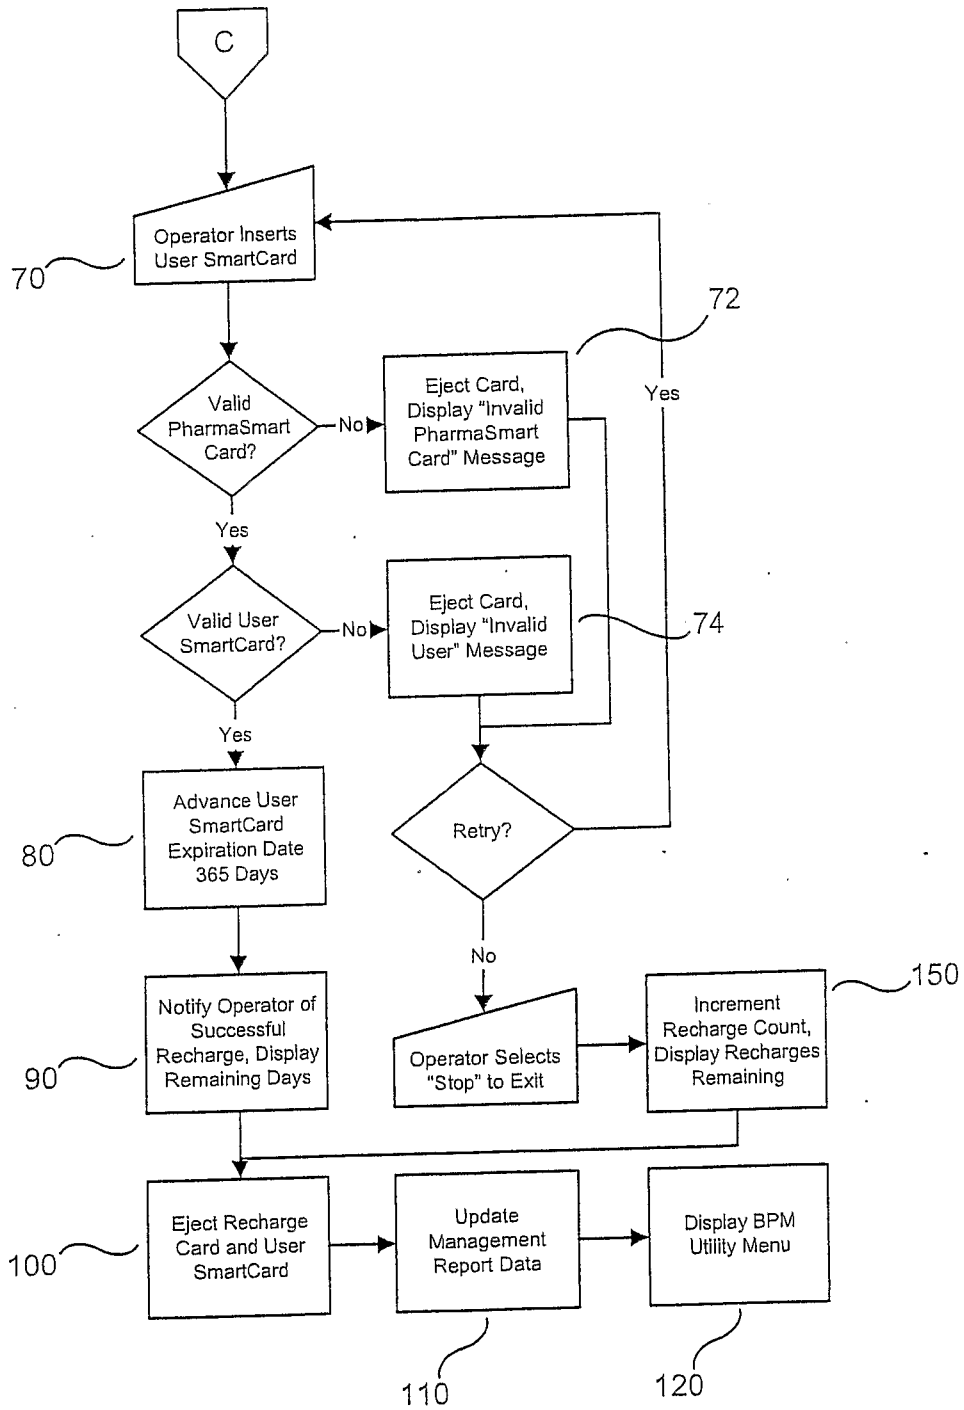 C
Operator Inserts
User SmartCard
70
72
Valid
PharmaSmart
Card?
No
Eject Card,
Display “Invalid
PharmaSmart
Card” Message
Yes
Yes
Valid User
SmartCard?
No
Eject Card,
Display “Invalid
User” Message
74
Yes
Advance User
SmartCard
Expiration Date
365 Days
80
Retry?
No
Notify Operator of
Successful
Recharge, Display
Remaining Days
90
Operator Selects
“Stop” to Exit
Increment
Recharge Count,
Display Recharges
Remaining
150
Eject Recharge
Card and User
SmartCard
100
Update
Management
Report Data
110
Display BPM
Utility Menu
120